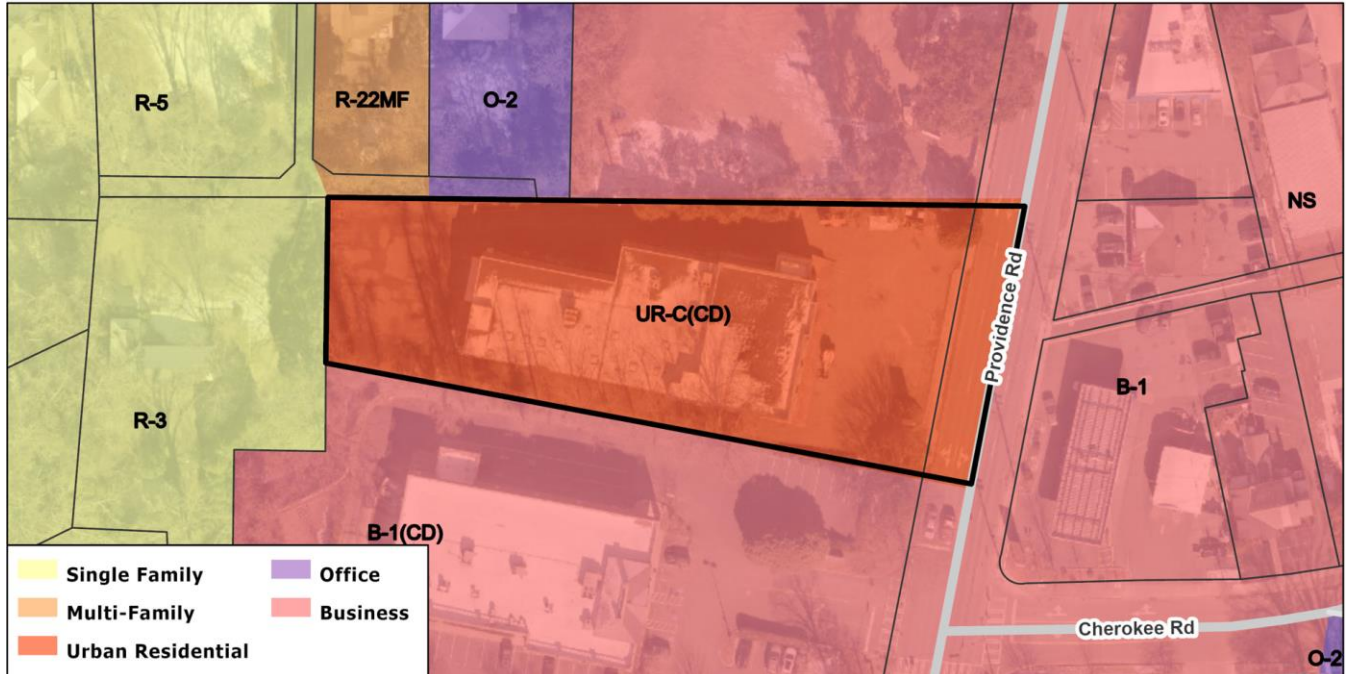 R-5
R-22MF
O-2
NS
UR-C(CD)
Providence Rd
B-1
R-3
B-1(CD)
Single Family
Office
Multi-Family
Business
Urban Residential
Cherokee Rd
O-2